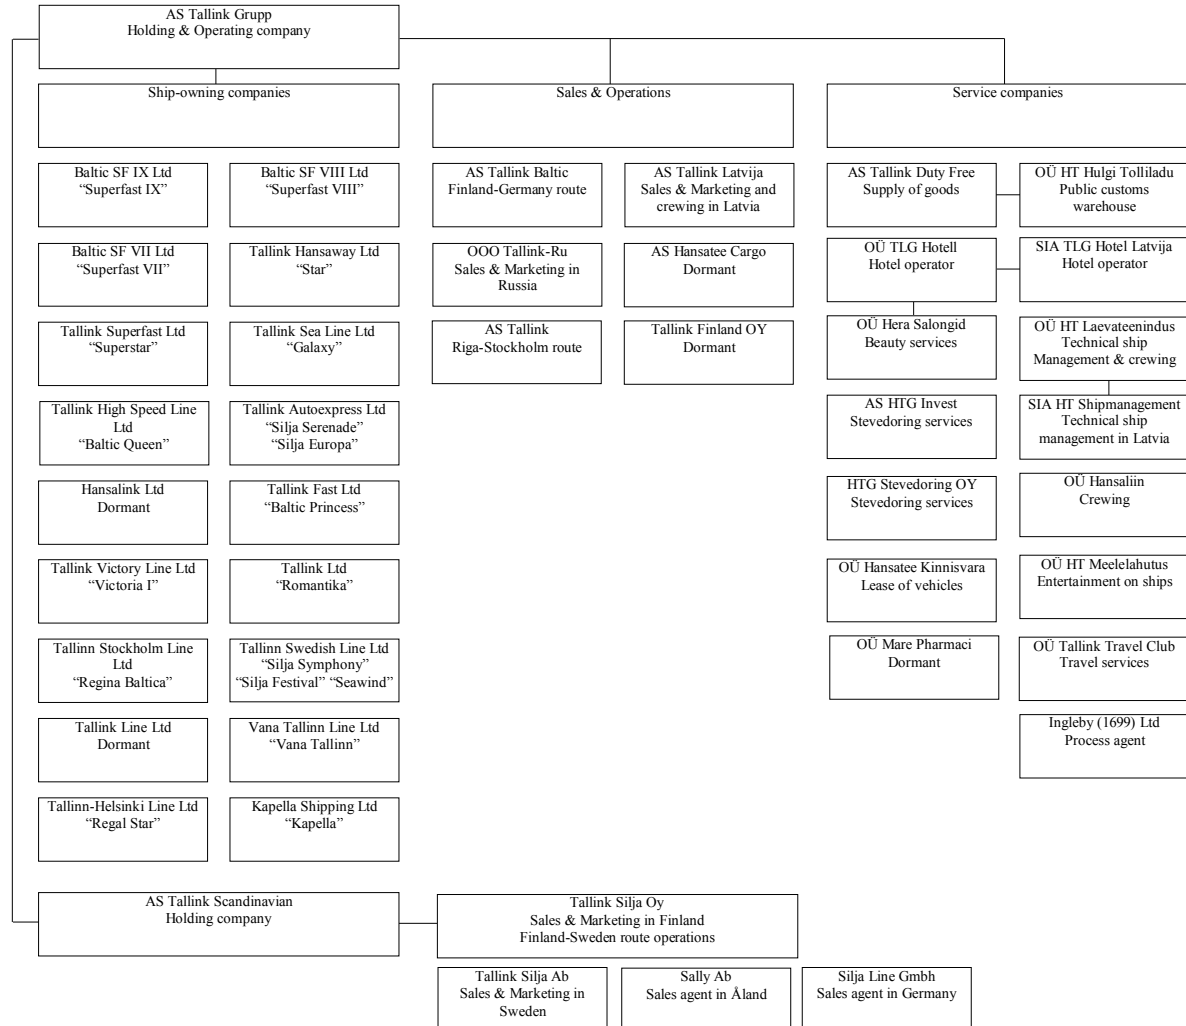 AS Tallink Grupp
Holding & Operating company
Ship-owning companies
Sales & Operations
Service companies
Baltic SF IX Ltd
“Superfast IX”
Baltic SF VIII Ltd
“Superfast VIII”
AS Tallink Baltic
Finland-Germany route
AS Tallink Latvija
Sales & Marketing and
crewing in Latvia
AS Tallink Duty Free
Supply of goods
OÜ HT Hulgi Tolliladu
Public customs
warehouse
Baltic SF VII Ltd
“Superfast VII”
Tallink Hansaway Ltd
“Star”
OOO Tallink-Ru
Sales & Marketing in
Russia
AS Hansatee Cargo
Dormant
OÜ TLG Hotell
Hotel operator
SIA TLG Hotel Latvija
Hotel operator
Tallink Superfast Ltd
“Superstar”
Tallink Sea Line Ltd
“Galaxy”
AS Tallink
Riga-Stockholm route
Tallink Finland OY
Dormant
OÜ Hera Salongid
Beauty services
OÜ HT Laevateenindus
Technical ship
Management & crewing
Tallink High Speed Line
Ltd
“Baltic Queen”
Tallink Autoexpress Ltd
“Silja Serenade”
“Silja Europa”
AS HTG Invest
Stevedoring services
SIA HT Shipmanagement
Technical ship
management in Latvia
Hansalink Ltd
Dormant
Tallink Fast Ltd
“Baltic Princess”
HTG Stevedoring OY
Stevedoring services
OÜ Hansaliin
Crewing
Tallink Victory Line Ltd
“Victoria I”
Tallink Ltd
“Romantika”
OÜ Hansatee Kinnisvara
Lease of vehicles
OÜ HT Meelelahutus
Entertainment on ships
Tallinn Stockholm Line
Ltd
“Regina Baltica”
Tallinn Swedish Line Ltd
“Silja Symphony”
“Silja Festival” “Seawind”
OÜ Mare Pharmaci
Dormant
OÜ Tallink Travel Club
Travel services
Tallink Line Ltd
Dormant
Vana Tallinn Line Ltd
“Vana Tallinn”
Ingleby (1699) Ltd
Process agent
Tallinn-Helsinki Line Ltd
“Regal Star”
Kapella Shipping Ltd
“Kapella”
AS Tallink Scandinavian
Holding company
Tallink Silja Oy
Sales & Marketing in Finland
Finland-Sweden route operations
Tallink Silja Ab
Sales & Marketing in
Sweden
Sally Ab
Sales agent in Åland
Silja Line Gmbh
Sales agent in Germany